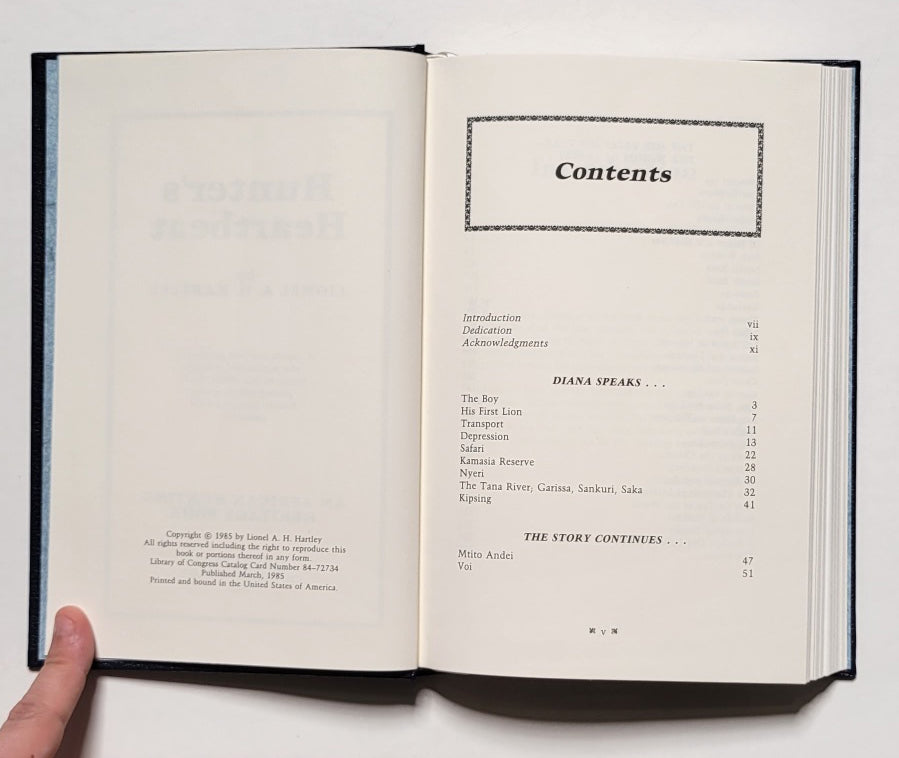 Copyright © 1985 by Lionel A. H. Hartley
All rights reserved including the right to reproduce this
book or portions thereof in any form.
Library of Congress Catalog Card Number 84–72734
Published March, 1985
Printed and bound in the United States of America.
Contents
Introduction vii
Dedication ix
Acknowledgments xi
DIANA SPEAKS . . .
The Boy 3
His First Lion 7
Transport 11
Depression 13
Safari 22
Kamasia Reserve 28
Nyeri 30
The Tana River, Garissa, Sankuri, Saka 32
Kipsing 41
THE STORY CONTINUES . . .
Mtito Andei 47
Voi 51
v